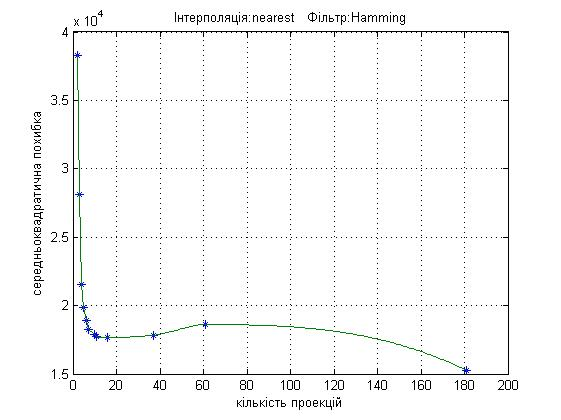 Інтерполяція:nearest Фільтр:Hamming
x 10^4
4
3.5
3
2.5
2
1.5
0 20 40 60 80 100 120 140 160 180 200
середньоквадратична похибка
кількість проекцій